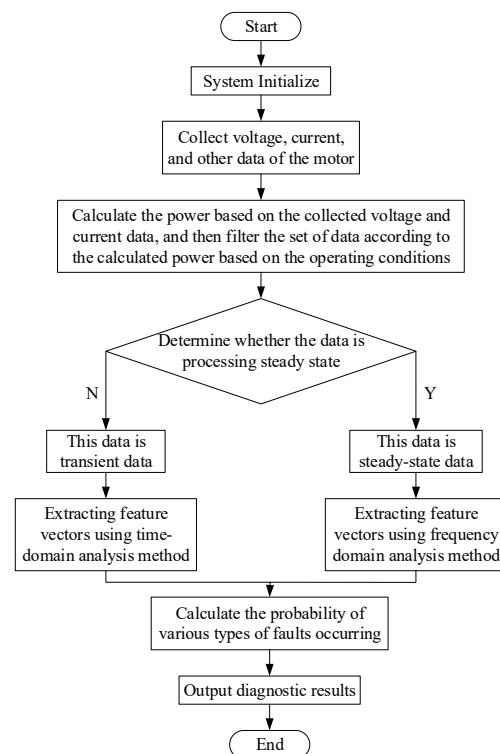 Start
System Initialize
Collect voltage, current,
and other data of the motor
Calculate the power based on the collected voltage and
current data, and then filter the set of data according to
the calculated power based on the operating conditions
Determine whether the data is
processing steady state
N
Y
This data is
transient data
This data is
steady-state data
Extracting feature
vectors using time-
domain analysis method
Extracting feature
vectors using frequency
domain analysis method
Calculate the probability of
various types of faults occurring
Output diagnostic results
End